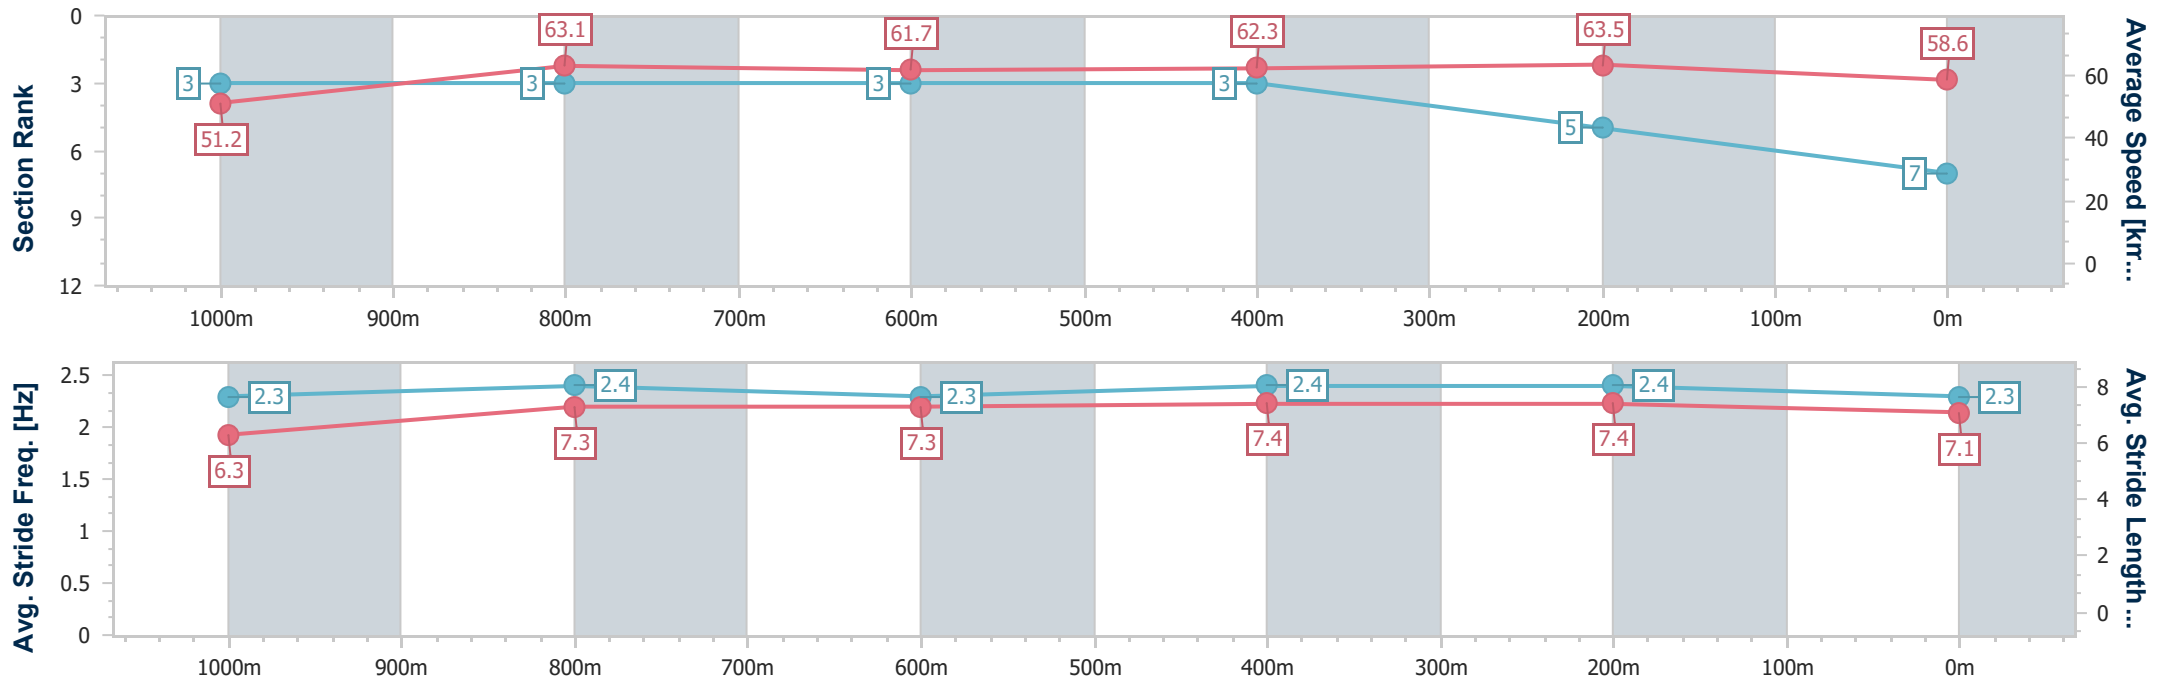 Section Rank
0
3
6
9
12
3
3
3
3
5
7
51.2
63.1
61.7
62.3
63.5
58.6
60
40
20
0
Average Speed [km...
1000m
900m
800m
700m
600m
500m
400m
300m
200m
100m
0m
Avg. Stride Freq. [Hz]
2.5
2
1.5
1
0.5
0
2.3
2.4
2.3
2.4
2.4
2.3
6.3
7.3
7.3
7.4
7.4
7.1
8
6
4
2
0
Avg. Stride Length ...
1000m
900m
800m
700m
600m
500m
400m
300m
200m
100m
0m